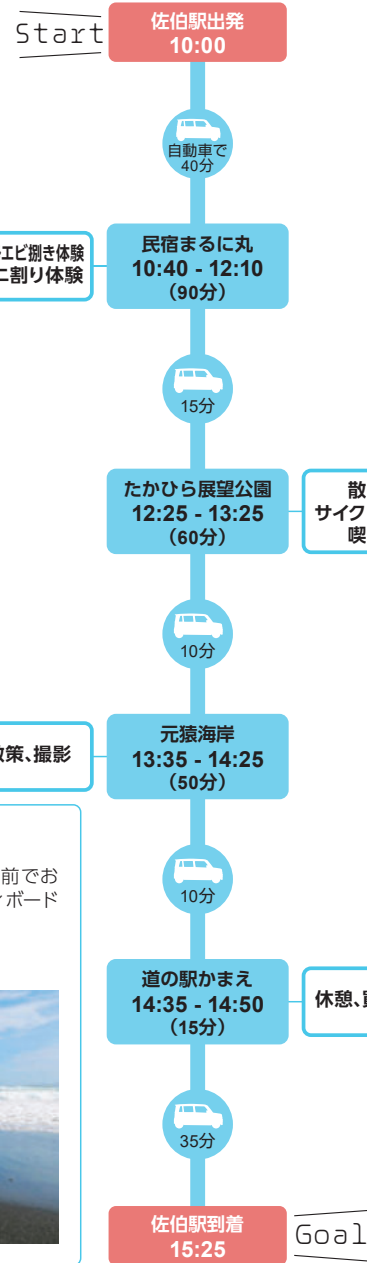 Start
佐伯駅出発
10:00
自動車で
40分
エビ捌き体験
ニ割り体験
民宿まるに丸
10:40 - 12:10
（90分）
15分
たかひら展望公園
12:25 - 13:25
（60分）
散
サイク
喫
10分
策、撮影
元猿海岸
13:35 - 14:25
（50分）
前でお
ボード
10分
道の駅かまえ
14:35 - 14:50
（15分）
休憩、
35分
佐伯駅到着
15:25
Goal